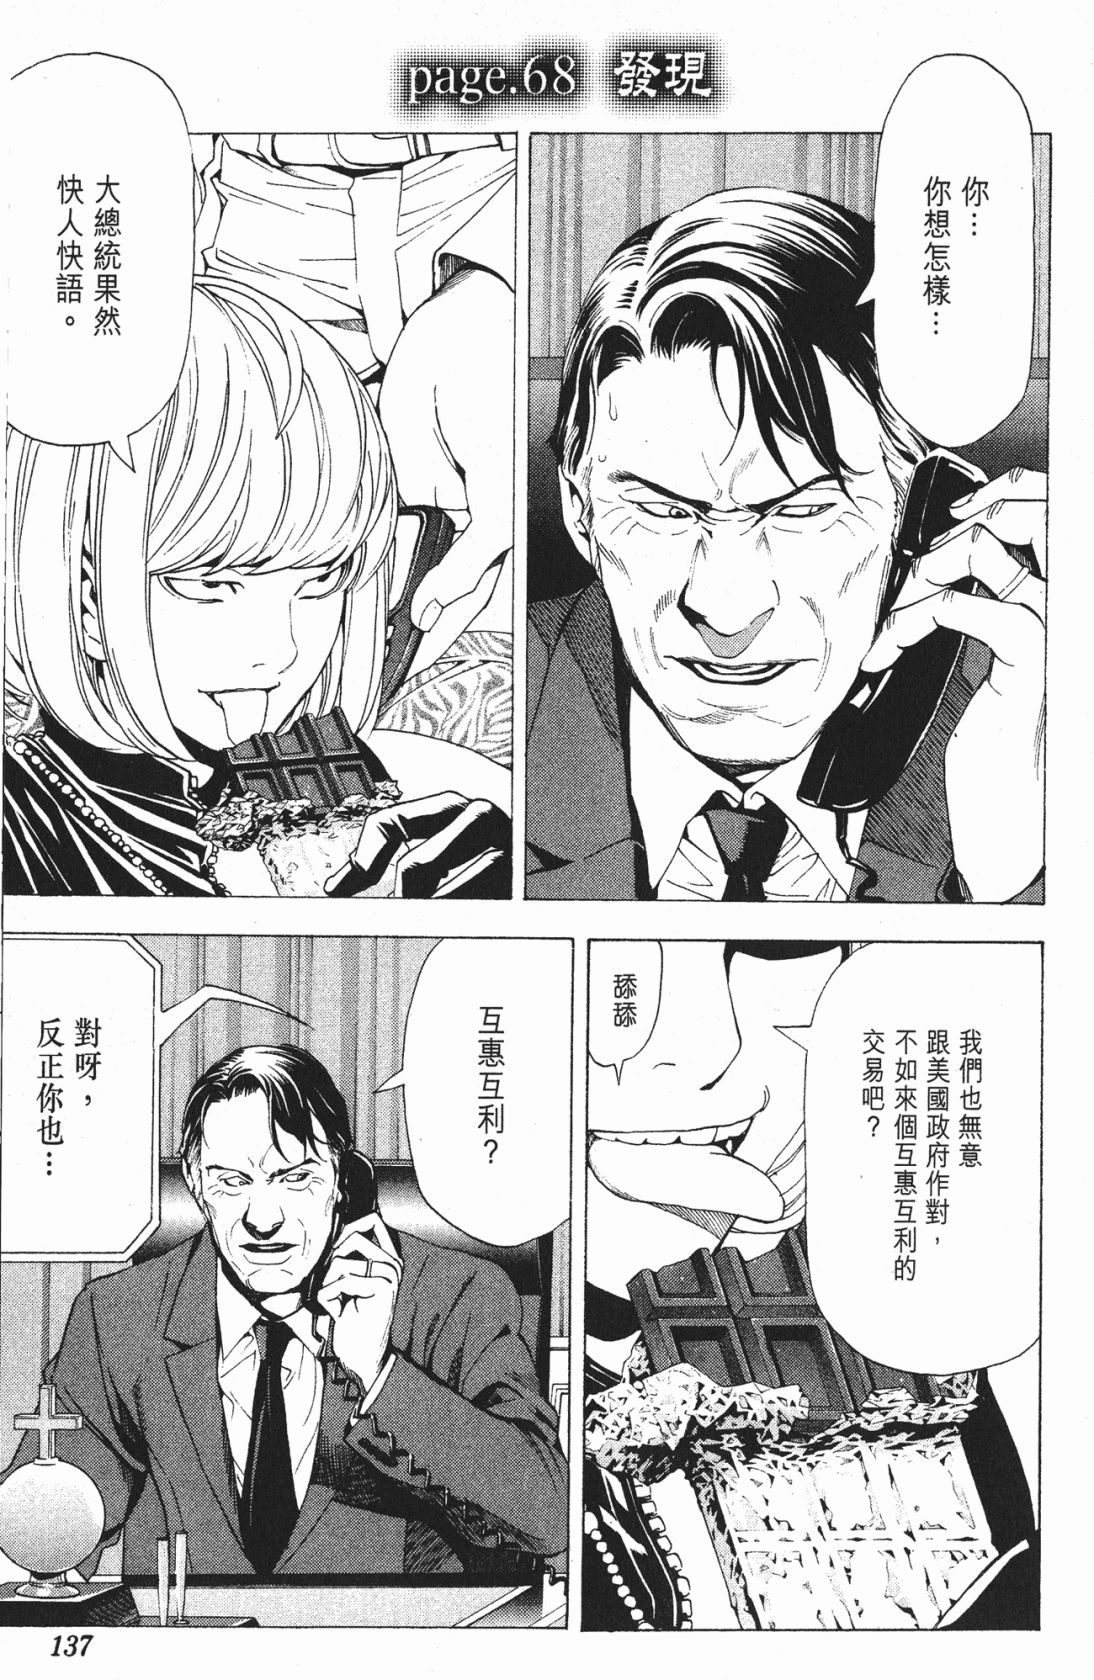 page.68 發現
你…
你想怎樣…
大總統果然
快人快語。
我們也無意
跟美國政府作對，
不如來個互惠互利的
交易吧？
舔舔
互惠互利？
對呀，
反正你也…
137